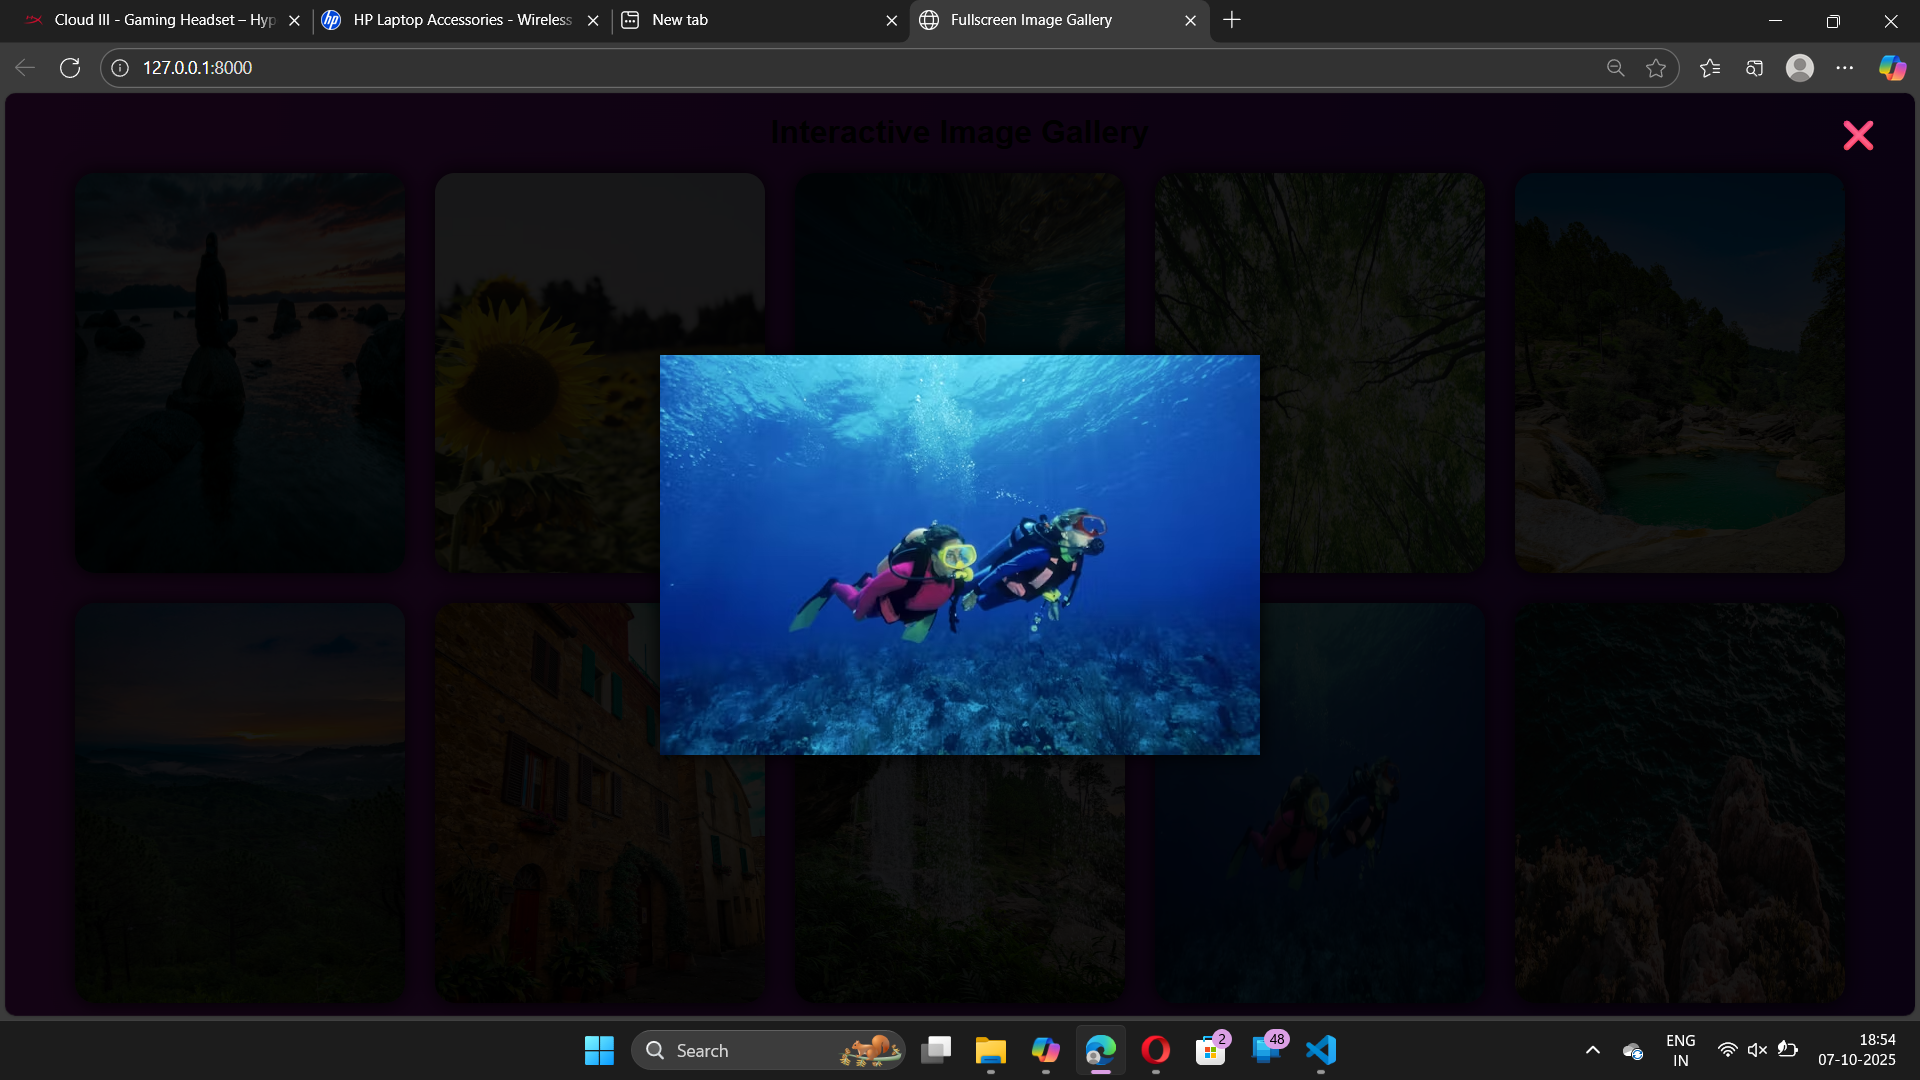 Cloud III - Gaming Headset – Hyp
HP Laptop Accessories - Wireless
New tab
Fullscreen Image Gallery
127.0.0.1:8000
Interactive Image Gallery
Search
2
48
ENG
IN
18:54
07-10-2025